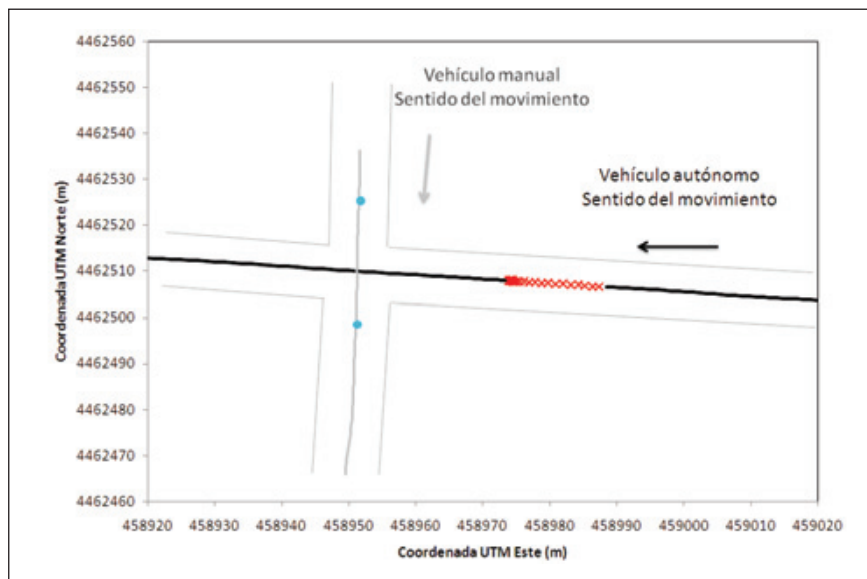 4462560
4462550
4462540
4462530
4462520
4462510
4462500
4462490
4462480
4462470
4462460
Coordenada UTM Norte (m)
Vehículo manual
Sentido del movimiento
Vehículo autónomo
Sentido del movimiento
458920 458930 458940 458950 458960 458970 458980 458990 459000 459010 459020
Coordenada UTM Este (m)